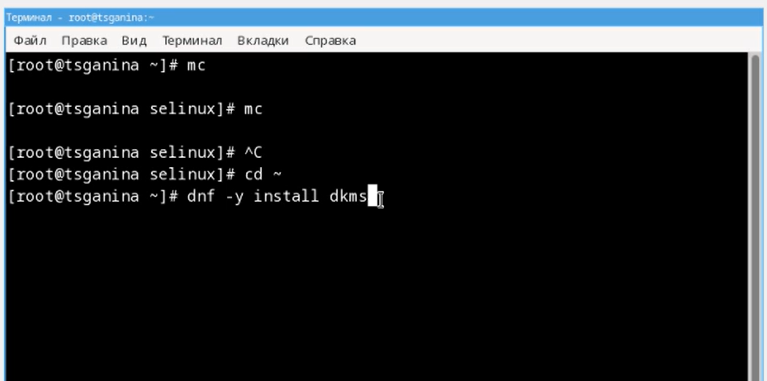 Терминал - root@tsganina:~
Файл Правка Вид Терминал Вкладки Справка
[root@tsganina ~]# mc
[root@tsganina selinux]# mc
[root@tsganina selinux]# ^C
[root@tsganina selinux]# cd ~
[root@tsganina ~]# dnf -y install dkms